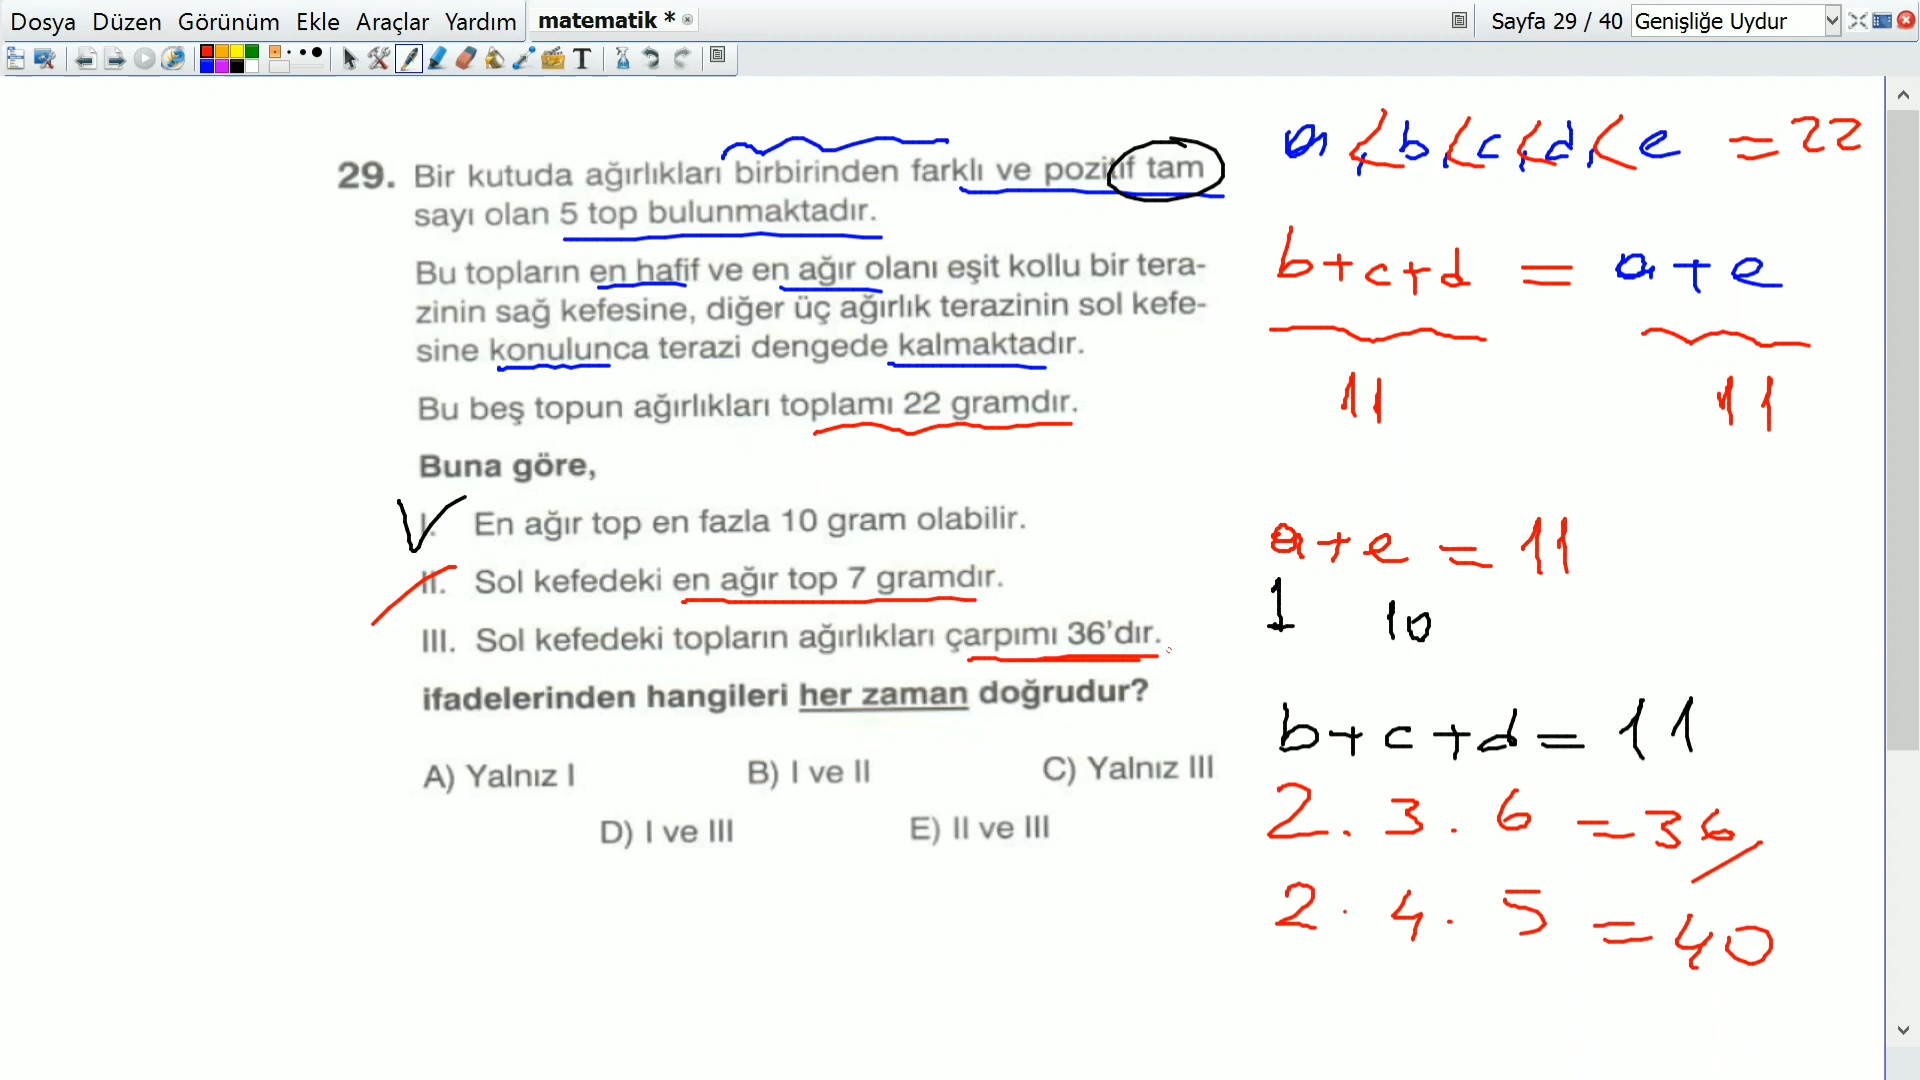 Dosya Düzen Görünüm Ekle Araçlar Yardım matematik * Sayfa 29 / 40 Genişliğe Uydur
29. Bir kutuda ağırlıkları birbirinden farklı ve pozitif tam
sayı olan 5 top bulunmaktadır.
Bu topların en hafif ve en ağır olanı eşit kollu bir tera-
zinin sağ kefesine, diğer üç ağırlık terazinin sol kefe-
sine konulunca terazi dengede kalmaktadır.
Bu beş topun ağırlıkları toplamı 22 gramdır.
Buna göre,
I. En ağır top en fazla 10 gram olabilir.
II. Sol kefedeki en ağır top 7 gramdır.
III. Sol kefedeki topların ağırlıkları çarpımı 36'dır.
ifadelerinden hangileri her zaman doğrudur?
A) Yalnız I B) I ve II C) Yalnız III
D) I ve III E) II ve III
a < b < c < d < e = 22
b + c + d = a + e
11 11
a + e = 11
1 10
b + c + d = 11
2 . 3 . 6 = 36
2 . 4 . 5 = 40